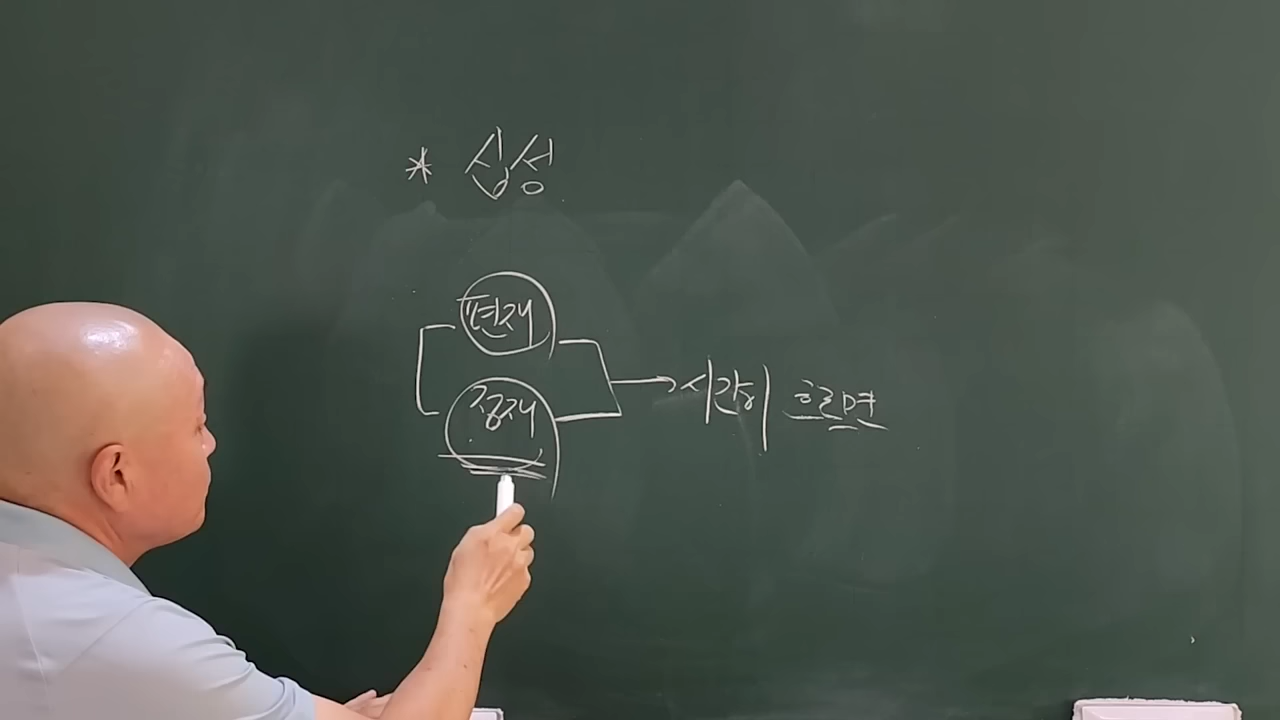 * 십성
편재
정재
시간이 흐르면